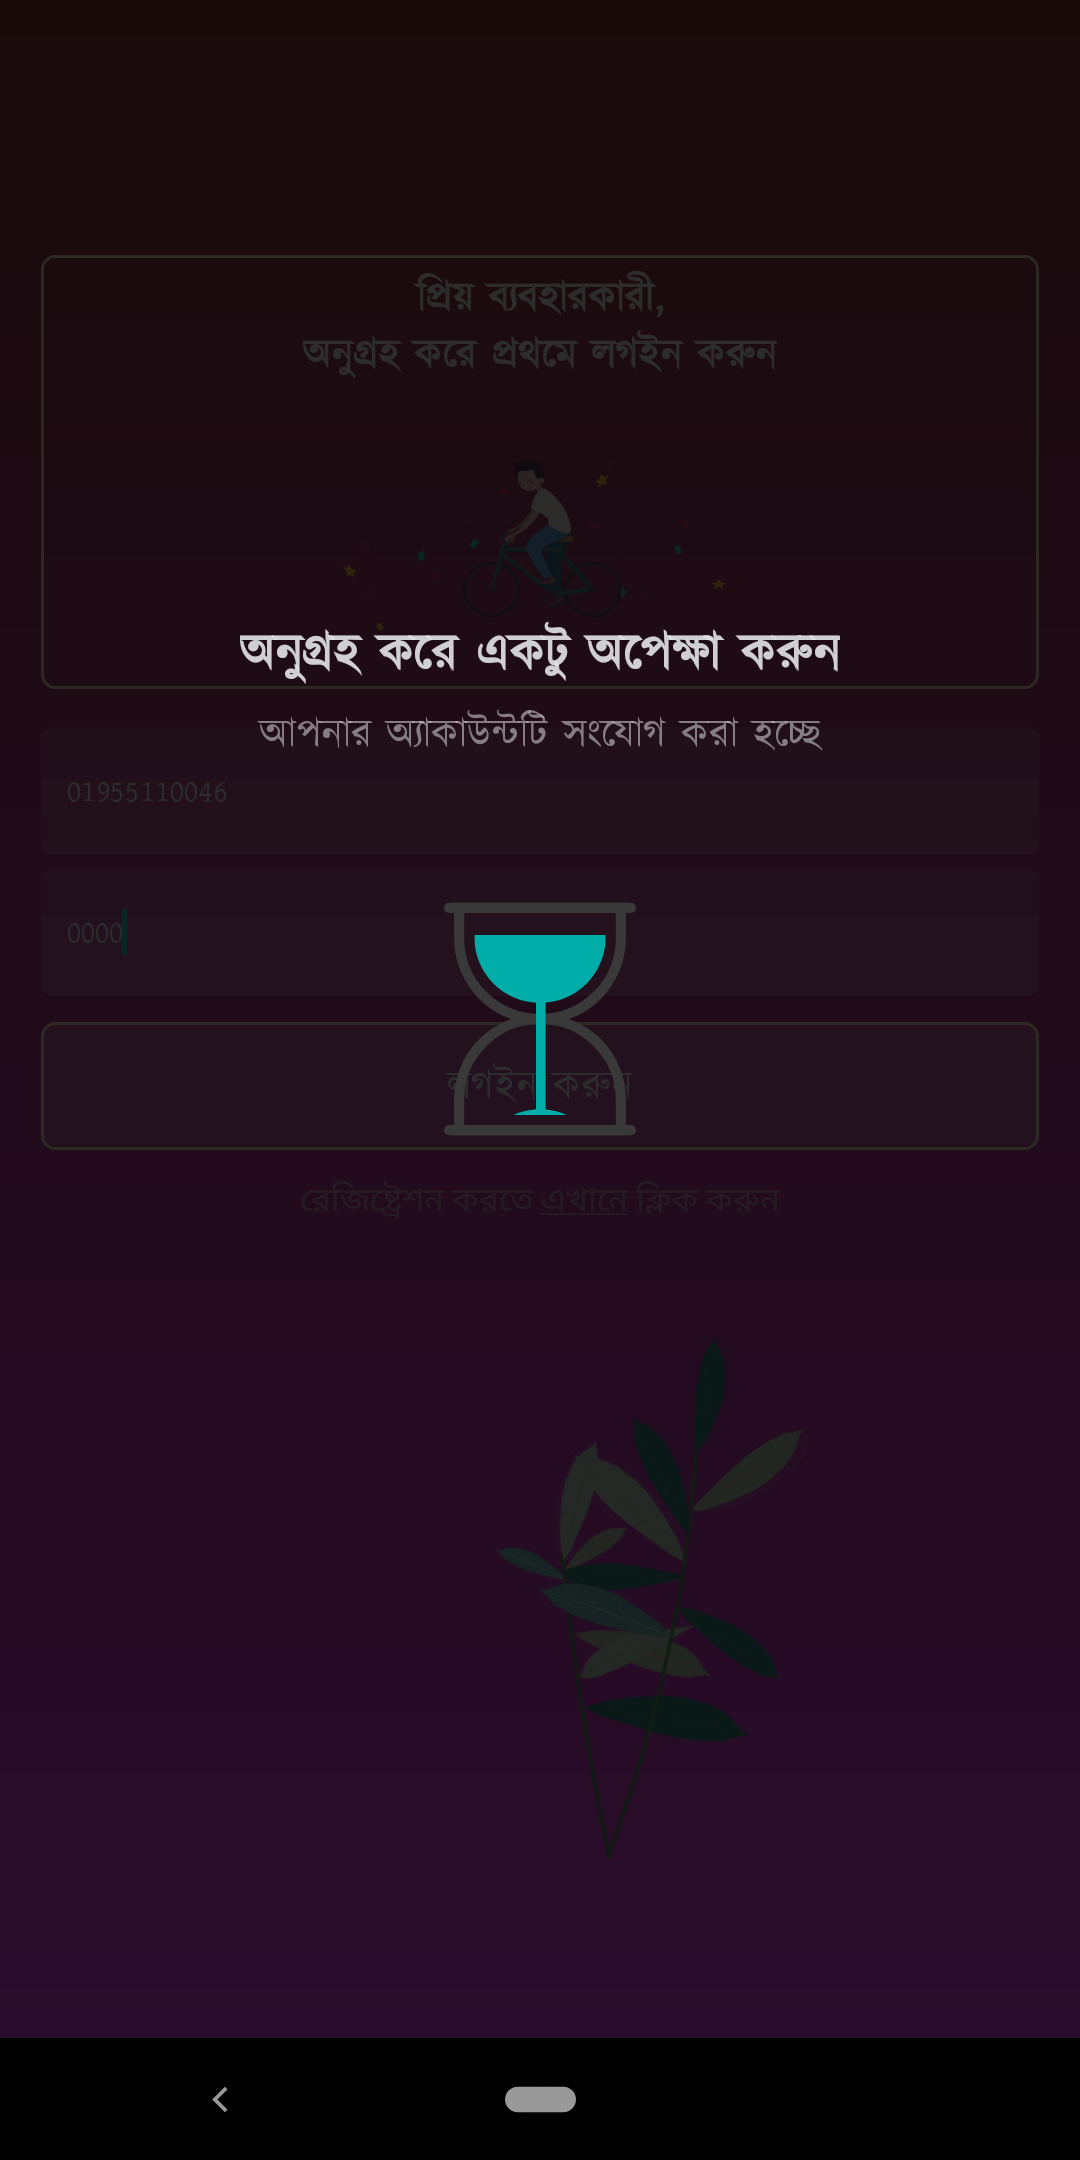 প্রিয় ব্যবহারকারী,
অনুগ্রহ করে প্রথমে লগইন করুন
অনুগ্রহ করে একটু অপেক্ষা করুন
আপনার অ্যাকাউন্টটি সংযোগ করা হচ্ছে
01955110046
0000
লগইন করুন
রেজিষ্ট্রেশন করতে এখানে ক্লিক করুন